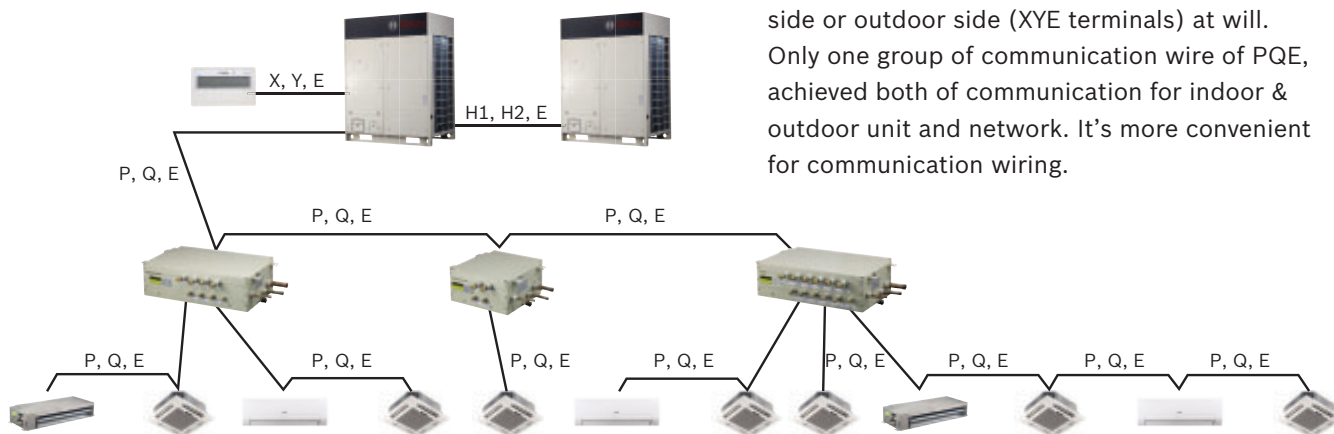 side or outdoor side (XYE terminals) at will.
Only one group of communication wire of PQE,
achieved both of communication for indoor &
outdoor unit and network. It’s more convenient
for communication wiring.
X, Y, E
H1, H2, E
P, Q, E
P, Q, E
P, Q, E
P, Q, E
P, Q, E
P, Q, E
P, Q, E
P, Q, E
P, Q, E
P, Q, E
P, Q, E